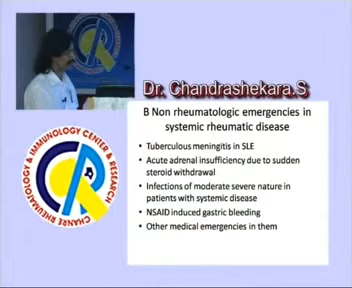 Dr. Chandrashekara.S
B Non rheumatologic emergencies in
systemic rheumatic disease
• Tuberculous meningitis in SLE
• Acute adrenal insufficiency due to sudden
steroid withdrawal
• Infections of moderate severe nature in
patients with systemic disease
• NSAID induced gastric bleeding
• Other medical emergencies in them
CHANRE RHEUMATOLOGY & IMMUNOLOGY CENTER & RESEARCH